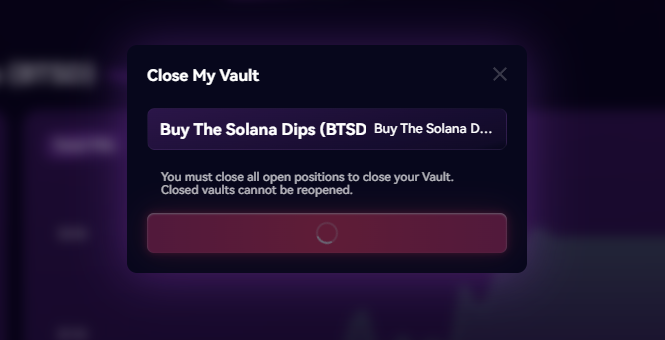 Close My Vault
Buy The Solana Dips (BTSD Buy The Solana D...
You must close all open positions to close your Vault.
Closed vaults cannot be reopened.